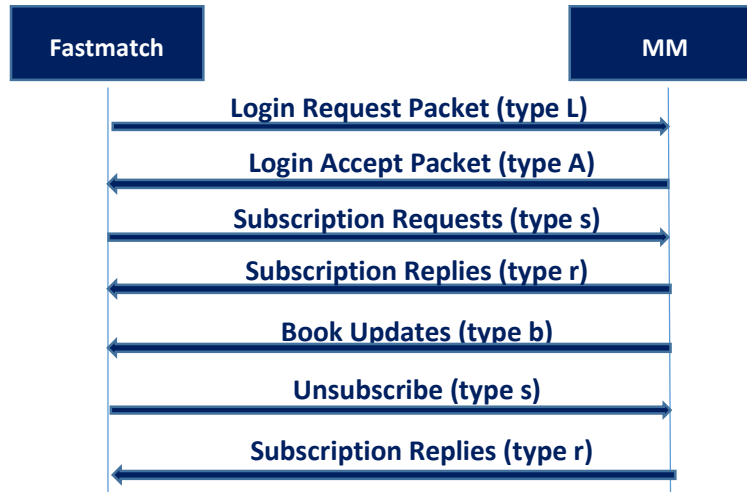 Fastmatch
MM
Login Request Packet (type L)
Login Accept Packet (type A)
Subscription Requests (type s)
Subscription Replies (type r)
Book Updates (type b)
Unsubscribe (type s)
Subscription Replies (type r)